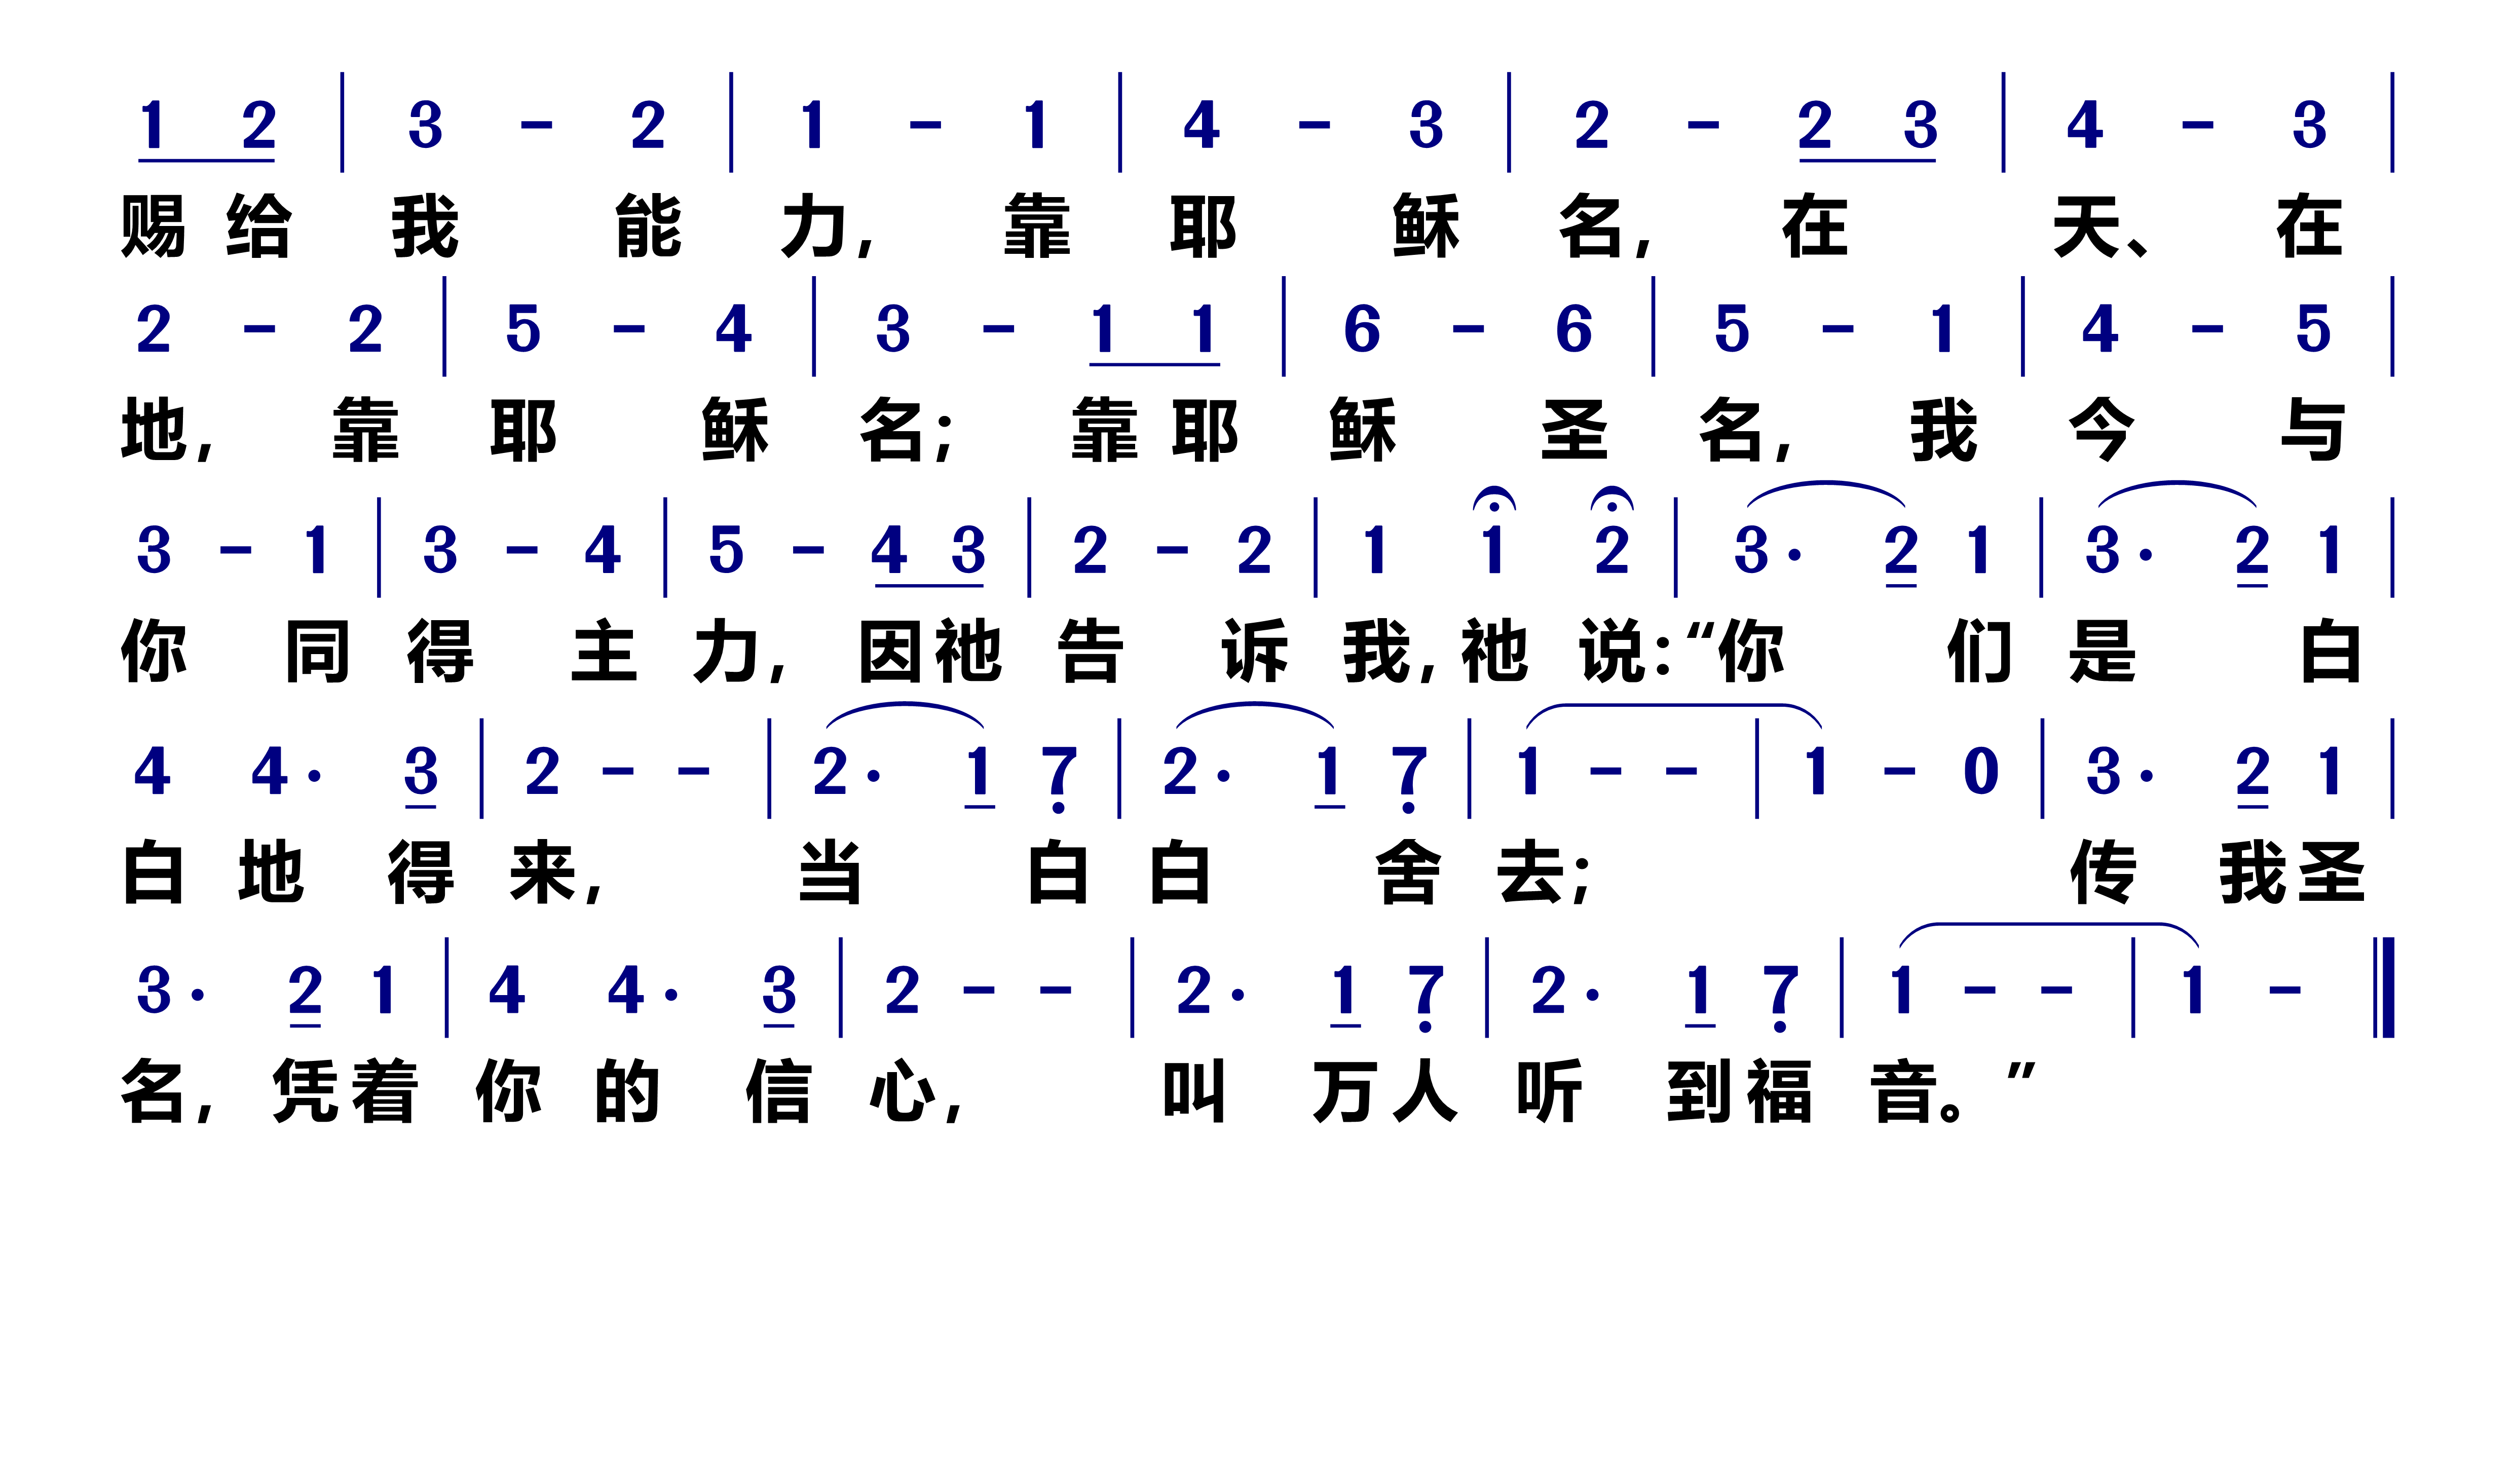 1 2 | 3 - 2 | 1 - 1 | 4 - 3 | 2 - 2 3 | 4 - 3 |
赐给我能力,靠耶稣名,在天、在
2 - 2 | 5 - 4 | 3 - 1 1 | 6 - 6 | 5 - 1 | 4 - 5 |
地,靠耶稣名;靠耶稣圣名,我今与
3 - 1 | 3 - 4 | 5 - 4 3 | 2 - 2 | 1 1 2 | 3· 2 1 | 3· 2 1 |
你同得主力,因祂告诉我,祂说:“你们是白
4 4· 3 | 2 - - | 2· 1 7 | 2· 1 7 | 1 - - | 1 - 0 | 3· 2 1 |
白地得来,当白白舍去;传我圣
3· 2 1 | 4 4· 3 | 2 - - | 2· 1 7 | 2· 1 7 | 1 - - | 1 - ‖
名,凭着你的信心,叫万人听到福音。”